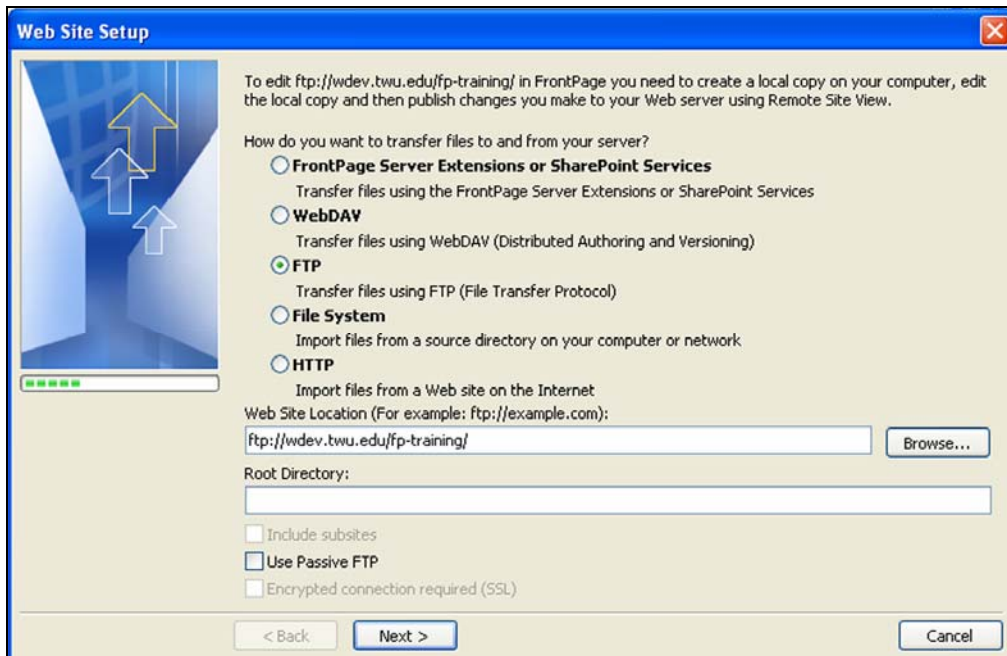 Web Site Setup
To edit ftp://wdev.twu.edu/fp-training/ in FrontPage you need to create a local copy on your computer, edit
the local copy and then publish changes you make to your Web server using Remote Site View.
How do you want to transfer files to and from your server?
FrontPage Server Extensions or SharePoint Services
Transfer files using the FrontPage Server Extensions or SharePoint Services
WebDAV
Transfer files using WebDAV (Distributed Authoring and Versioning)
FTP
Transfer files using FTP (File Transfer Protocol)
File System
Import files from a source directory on your computer or network
HTTP
Import files from a Web site on the Internet
Web Site Location (For example: ftp://example.com):
ftp://wdev.twu.edu/fp-training/
Browse...
Root Directory:
Include subsites
Use Passive FTP
Encrypted connection required (SSL)
< Back
Next >
Cancel